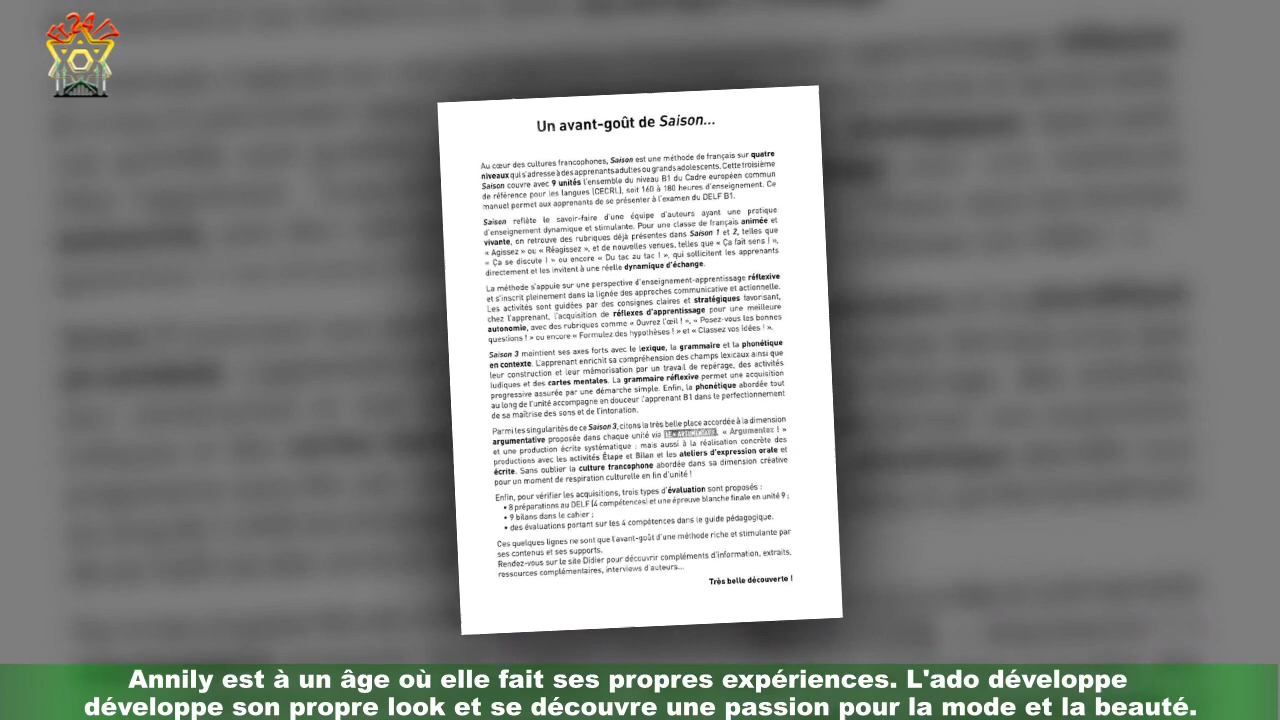 Fr24h
Un avant-goût de Saison...
Au cœur des cultures francophones, Saison est une méthode de français sur quatre
niveaux qui s'adresse à des apprenants adultes ou grands adolescents. Cette troisième
Saison couvre avec 9 unités l'ensemble du niveau B1 du Cadre européen commun
de référence pour les langues (CECRL), soit 160 à 180 heures d'enseignement. Ce
manuel permet aux apprenants de se présenter à l'examen du DELF B1.
Saison reflète le savoir-faire d'une équipe d'auteurs ayant une pratique
d'enseignement dynamique et stimulante. Pour une classe de français animée et
vivante, on retrouve des rubriques déjà présentes dans Saison 1 et 2, telles que
« Agissez » ou « Réagissez », et de nouvelles venues, telles que « Ça fait sens ! »,
« Ça se discute ! » ou encore « Du tac au tac ! », qui sollicitent les apprenants
directement et les invitent à une réelle dynamique d'échange.
La méthode s'appuie sur une perspective d'enseignement-apprentissage réflexive
et s'inscrit pleinement dans la lignée des approches communicative et actionnelle.
Les activités sont guidées par des consignes claires et stratégiques favorisant,
chez l'apprenant, l'acquisition de réflexes d'apprentissage pour une meilleure
autonomie, avec des rubriques comme « Ouvrez l'œil ! », « Posez-vous les bonnes
questions ! » ou encore « Formulez des hypothèses ! » et « Classez vos idées ! ».
Saison 3 maintient ses axes forts avec le lexique, la grammaire et la phonétique
en contexte. L'apprenant enrichit sa compréhension des champs lexicaux ainsi que
leur construction et leur mémorisation par un travail de repérage, des activités
ludiques et des cartes mentales. La grammaire réflexive permet une acquisition
progressive assurée par une démarche simple. Enfin, la phonétique abordée tout
au long de l'unité accompagne en douceur l'apprenant B1 dans le perfectionnement
de sa maîtrise des sons et de l'intonation.
Parmi les singularités de ce Saison 3, citons la très belle place accordée à la dimension
argumentative proposée dans chaque unité via « Argumentez ! »
et une production écrite systématique ; mais aussi à la réalisation concrète des
productions avec les activités Étape et Bilan et les ateliers d'expression orale et
écrite. Sans oublier la culture francophone abordée dans sa dimension créative
pour un moment de respiration culturelle en fin d'unité !
Enfin, pour vérifier les acquisitions, trois types d'évaluation sont proposés :
• 8 préparations au DELF (4 compétences) et une épreuve blanche finale en unité 9 ;
• 9 bilans dans le cahier ;
• des évaluations portant sur les 4 compétences dans le guide pédagogique.
Ces quelques lignes ne sont que l'avant-goût d'une méthode riche et stimulante par
ses contenus et ses supports.
Rendez-vous sur le site Didier pour découvrir compléments d'information, extraits,
ressources complémentaires, interviews d'auteurs...
Très belle découverte !
Annily est à un âge où elle fait ses propres expériences. L'ado développe
développe son propre look et se découvre une passion pour la mode et la beauté.